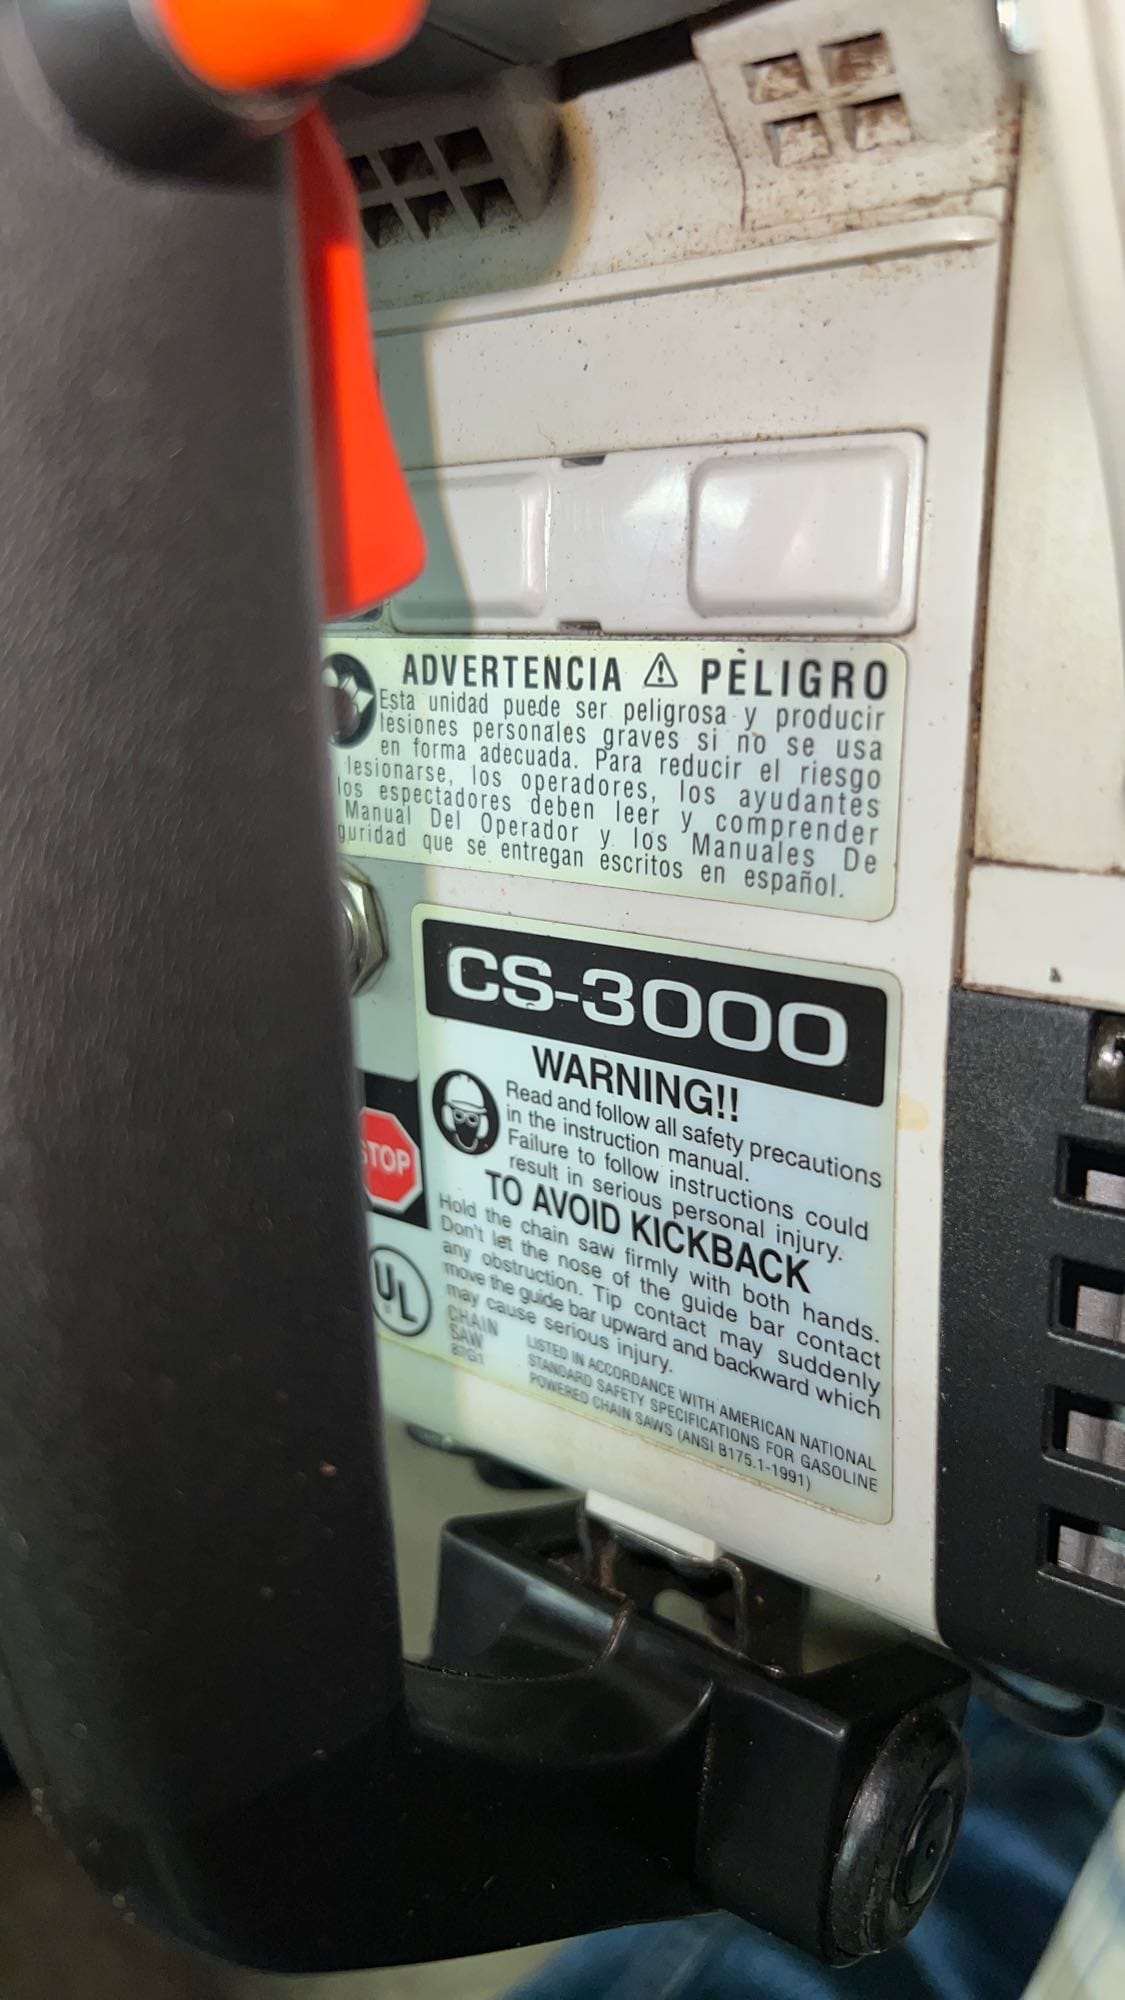 ADVERTENCIA ⚠ PELIGRO
Esta unidad puede ser peligrosa y producir
lesiones personales graves si no se usa
en forma adecuada. Para reducir el riesgo
lesionarse, los operadores, los ayudantes
los espectadores deben leer y comprender
Manual Del Operador y los Manuales De
guridad que se entregan escritos en español.
CS-3000
WARNING!!
Read and follow all safety precautions
in the instruction manual.
Failure to follow instructions could
result in serious personal injury.
TO AVOID KICKBACK
Hold the chain saw firmly with both hands.
Don't let the nose of the guide bar contact
any obstruction. Tip contact may suddenly
move the guide bar upward and backward which
may cause serious injury.
STOP
UL
CHAIN
SAW
87G1
LISTED IN ACCORDANCE WITH AMERICAN NATIONAL
STANDARD SAFETY SPECIFICATIONS FOR GASOLINE
POWERED CHAIN SAWS (ANSI B175.1-1991)